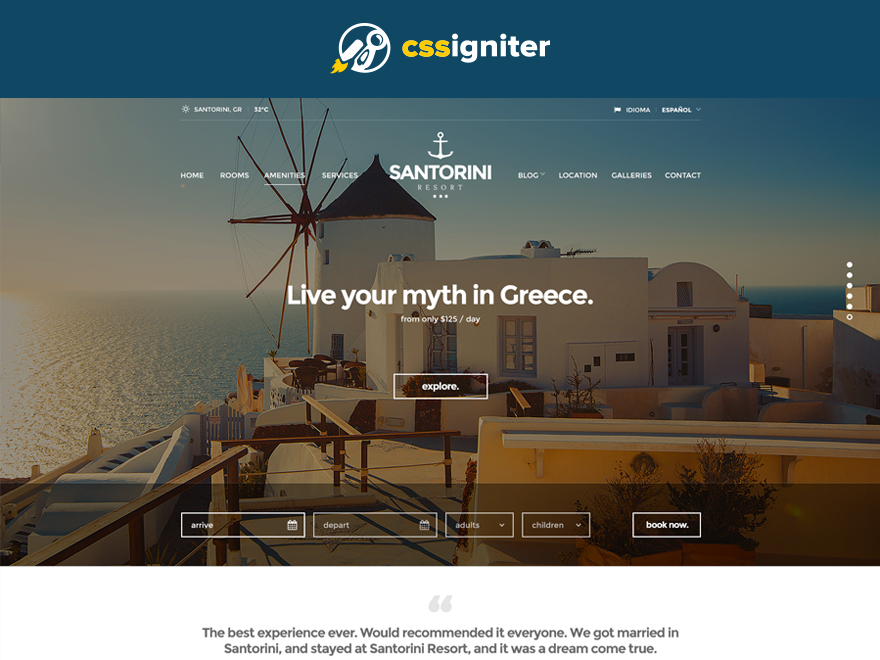 cssigniter
SANTORINI, GR 32°C
IDIOMA ESPAÑOL
HOME ROOMS AMENITIES SERVICES
SANTORINI
RESORT
BLOG LOCATION GALLERIES CONTACT
Live your myth in Greece.
from only $125 / day
explore.
arrive depart adults children book now.
“
The best experience ever. Would recommended it everyone. We got married in
Santorini, and stayed at Santorini Resort, and it was a dream come true.